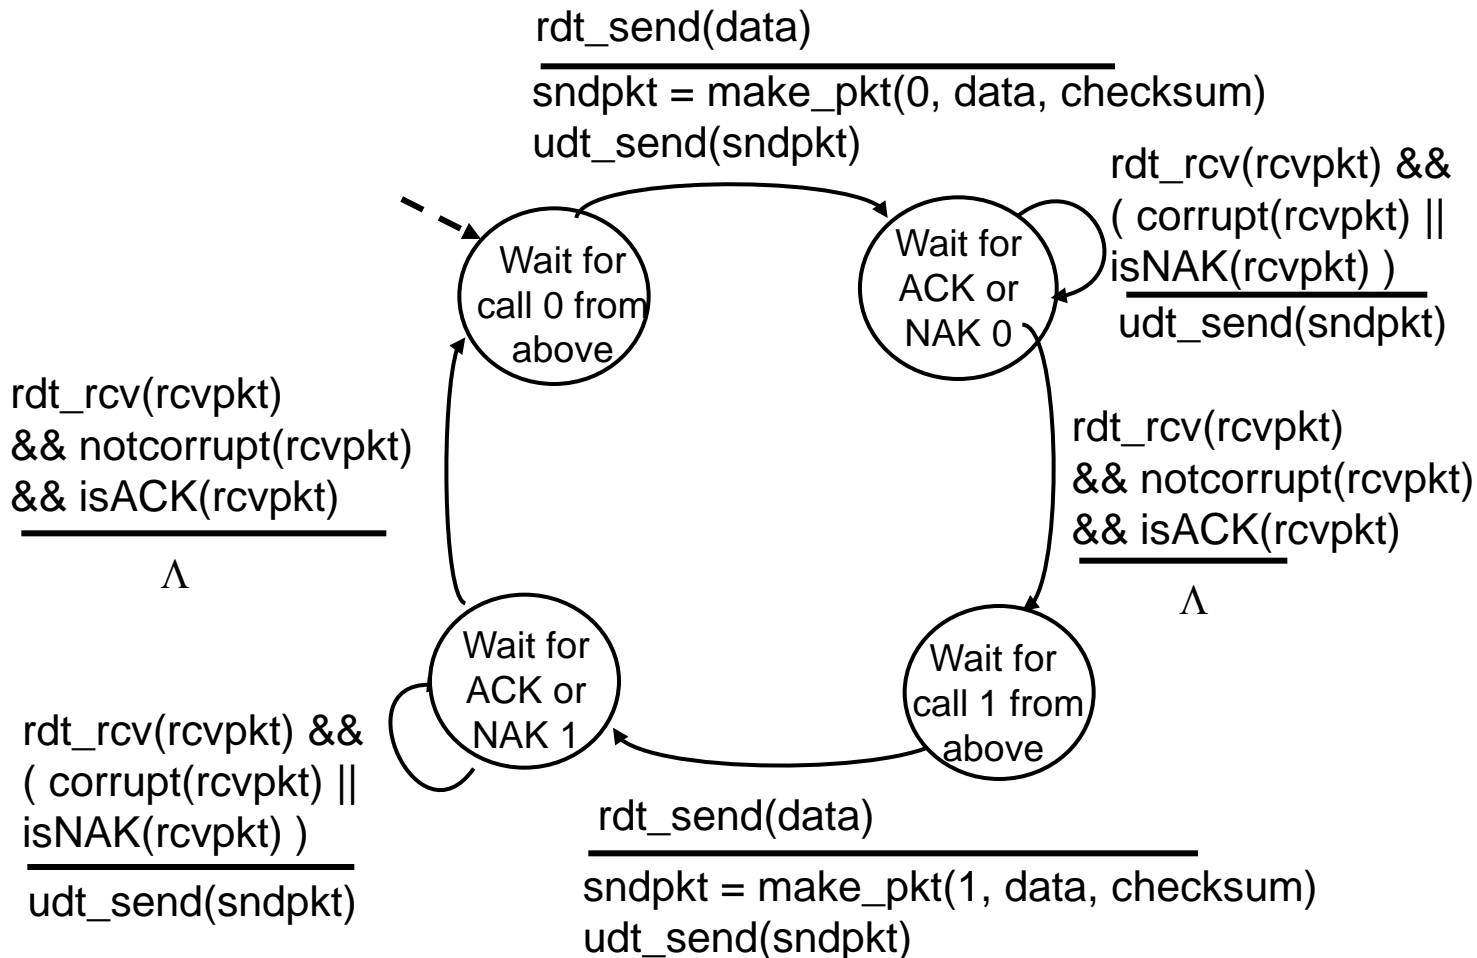 rdt_send(data)
sndpkt = make_pkt(0, data, checksum)
udt_send(sndpkt)
Wait for
call 0 from
above
Wait for
ACK or
NAK 0
rdt_rcv(rcvpkt) &&
( corrupt(rcvpkt) ||
isNAK(rcvpkt) )
udt_send(sndpkt)
rdt_rcv(rcvpkt)
&& notcorrupt(rcvpkt)
&& isACK(rcvpkt)
Λ
rdt_rcv(rcvpkt)
&& notcorrupt(rcvpkt)
&& isACK(rcvpkt)
Λ
Wait for
ACK or
NAK 1
Wait for
call 1 from
above
rdt_rcv(rcvpkt) &&
( corrupt(rcvpkt) ||
isNAK(rcvpkt) )
udt_send(sndpkt)
rdt_send(data)
sndpkt = make_pkt(1, data, checksum)
udt_send(sndpkt)